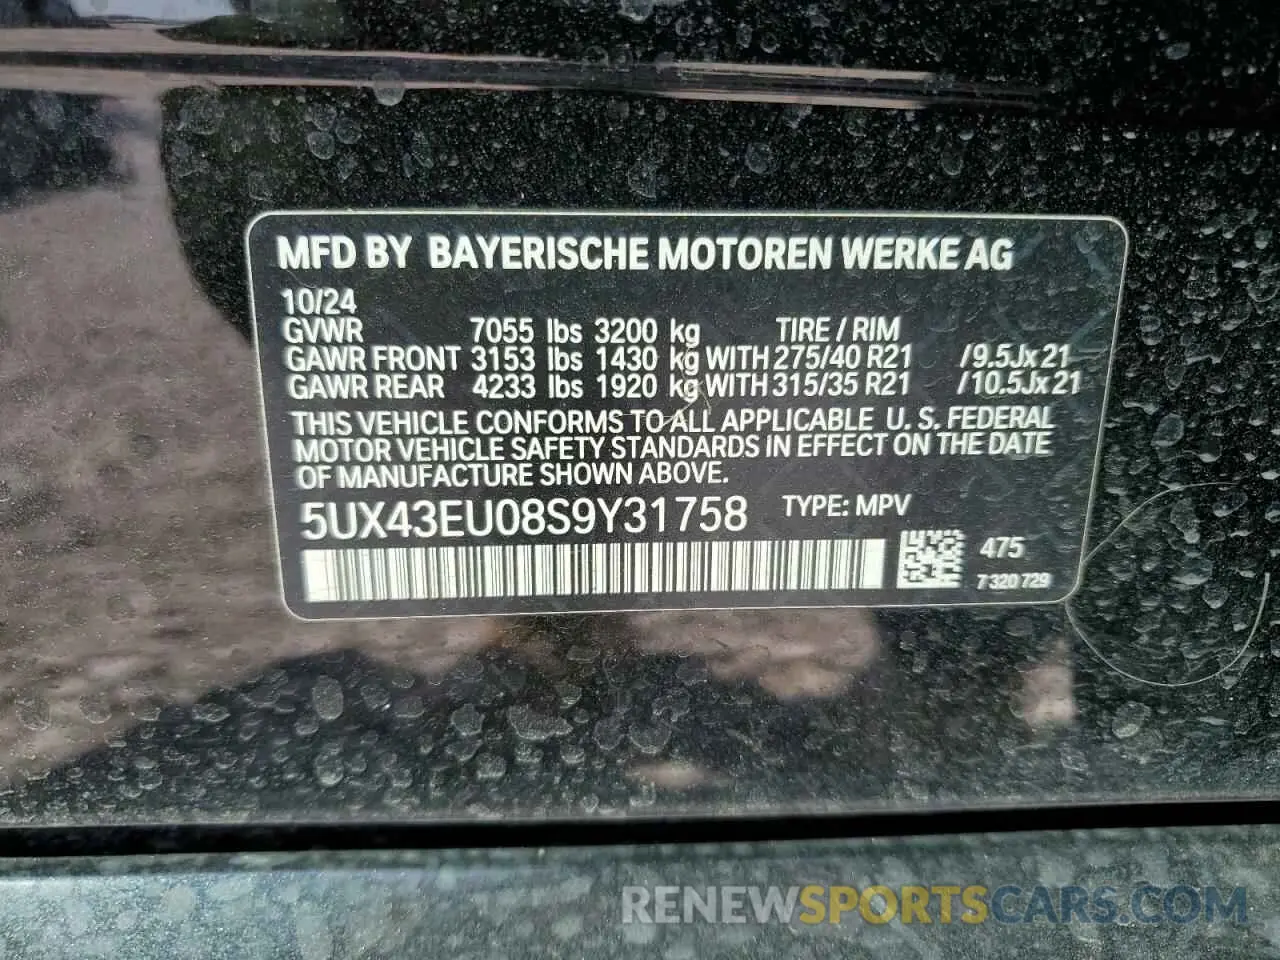 MFD BY BAYERISCHE MOTOREN WERKE AG
10/24
GVWR 7055 lbs 3200 kg TIRE / RIM
GAWR FRONT 3153 lbs 1430 kg WITH 275/40 R21 /9.5Jx21
GAWR REAR 4233 lbs 1920 kg WITH 315/35 R21 /10.5Jx21
THIS VEHICLE CONFORMS TO ALL APPLICABLE U. S. FEDERAL
MOTOR VEHICLE SAFETY STANDARDS IN EFFECT ON THE DATE
OF MANUFACTURE SHOWN ABOVE.
5UX43EU08S9Y31758 TYPE: MPV
475
7 320 729
RENEWSPORTSCARS.COM